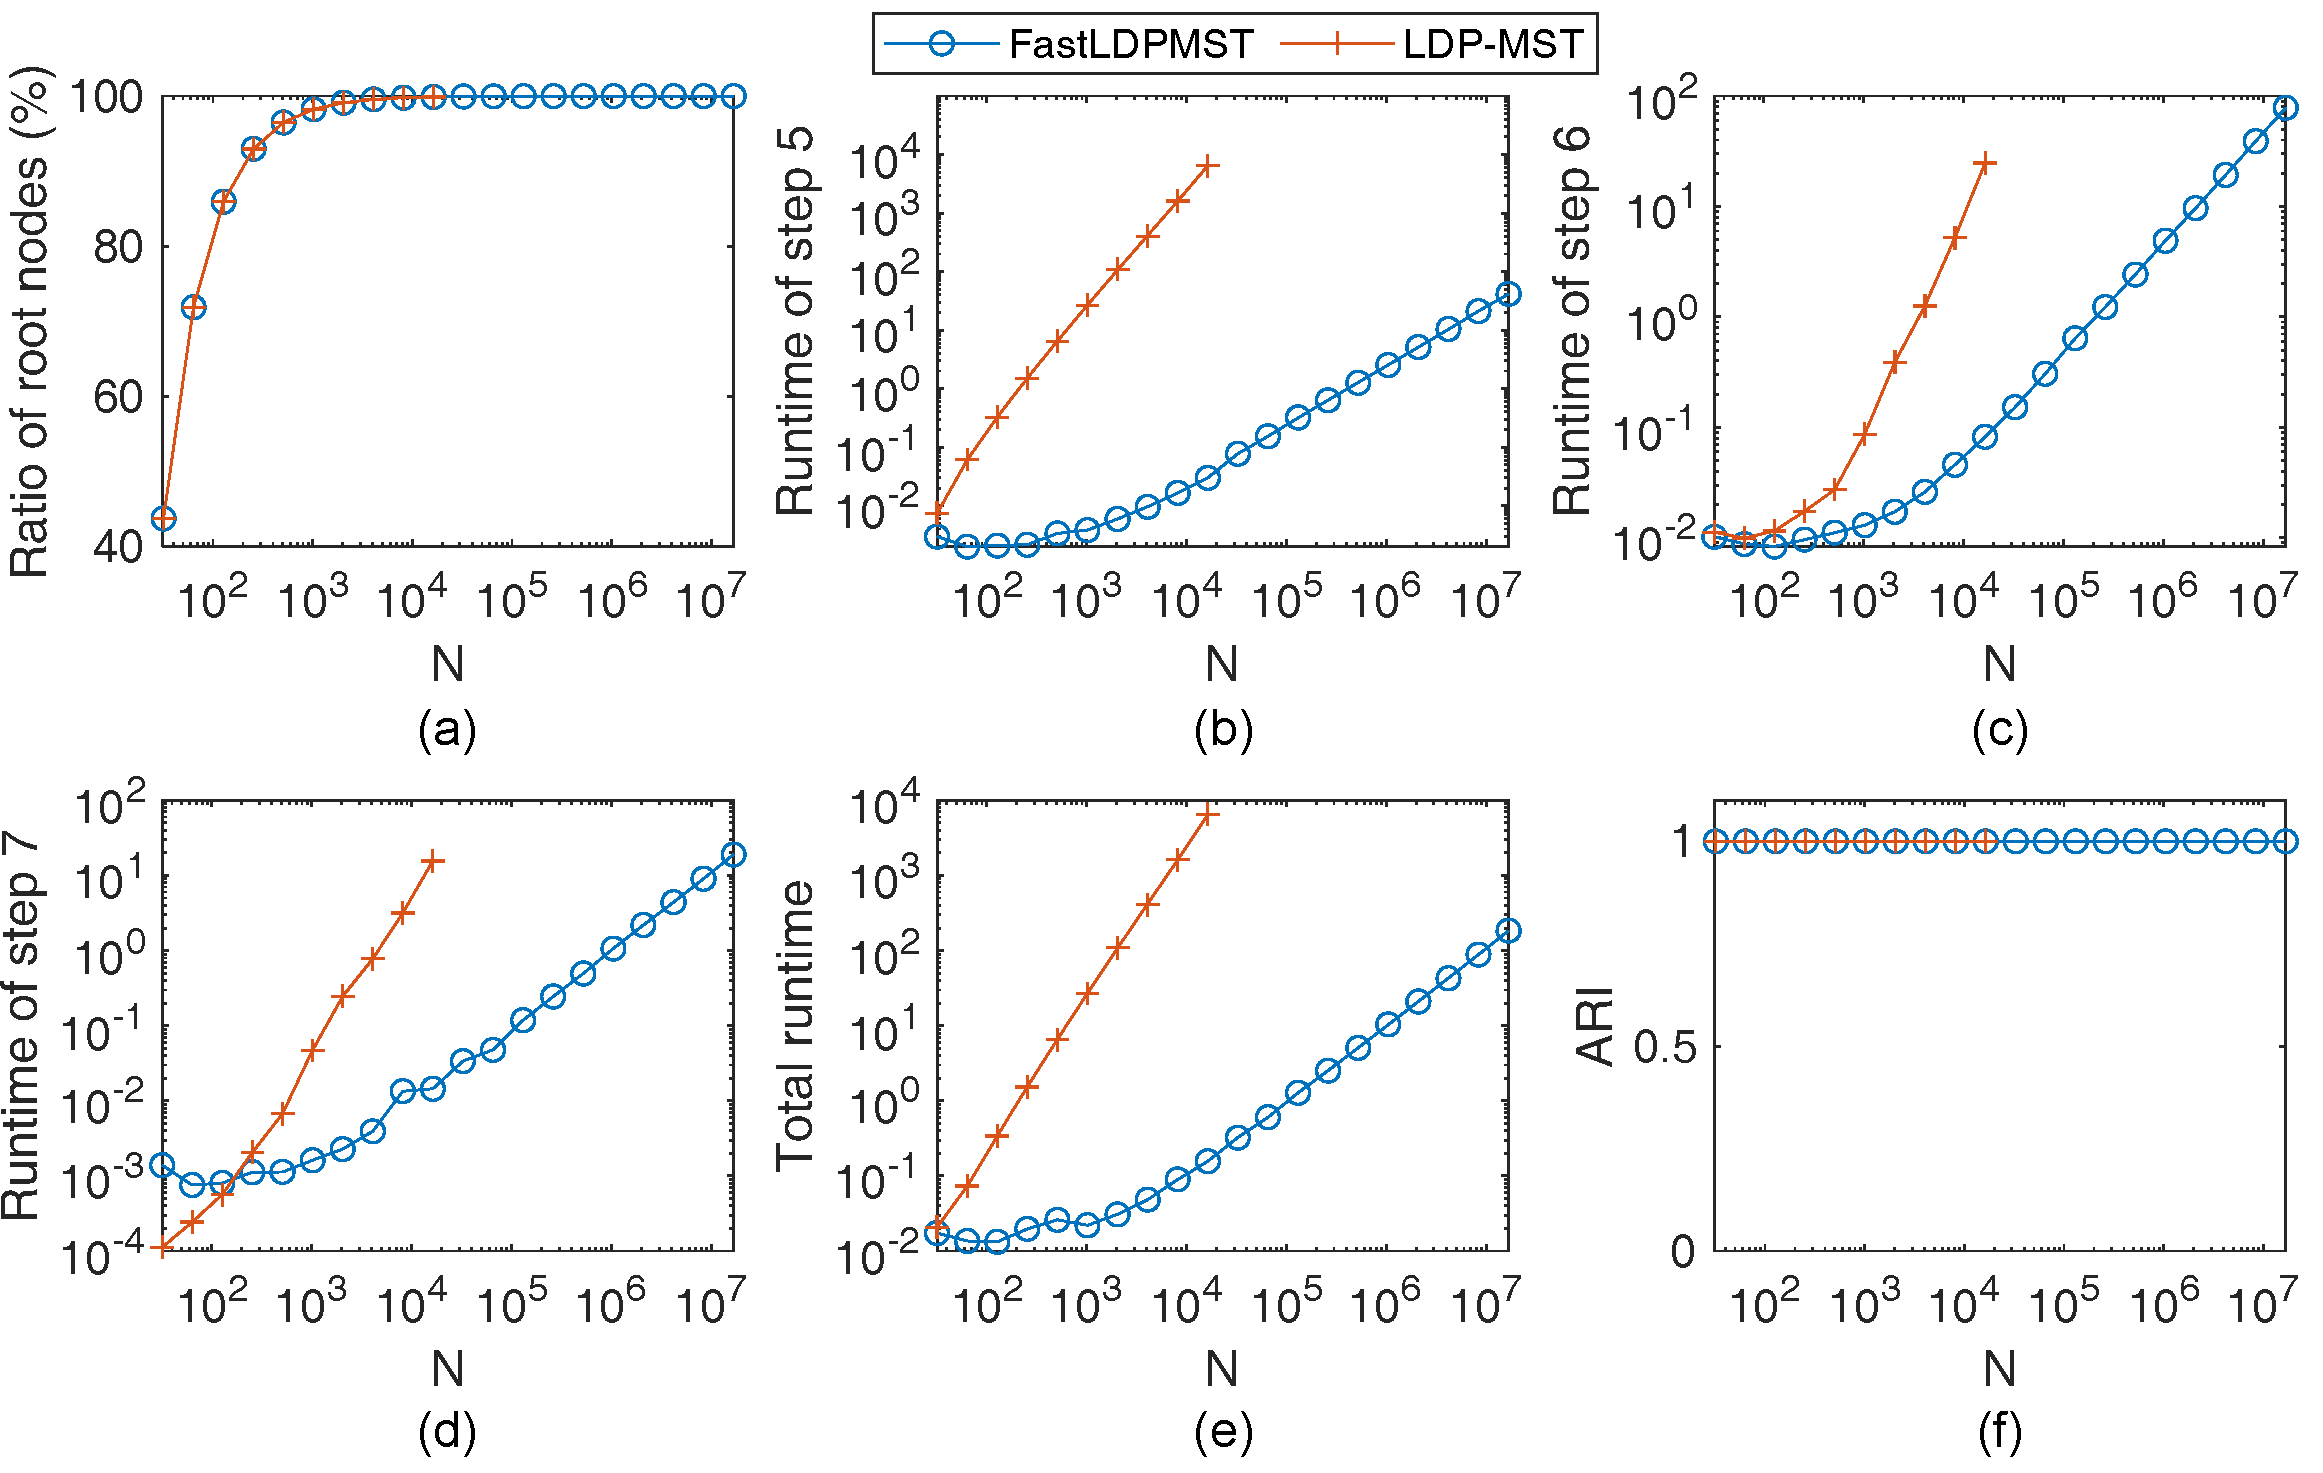 FastLDPMST LDP-MST
Ratio of root nodes (%)
100
80
60
40
10² 10³ 10⁴ 10⁵ 10⁶ 10⁷
N
(a)
Runtime of step 5
10⁴
10³
10²
10¹
10⁰
10⁻¹
10⁻²
10² 10³ 10⁴ 10⁵ 10⁶ 10⁷
N
(b)
Runtime of step 6
10²
10¹
10⁰
10⁻¹
10⁻²
10² 10³ 10⁴ 10⁵ 10⁶ 10⁷
N
(c)
Runtime of step 7
10²
10¹
10⁰
10⁻¹
10⁻²
10⁻³
10⁻⁴
10² 10³ 10⁴ 10⁵ 10⁶ 10⁷
N
(d)
Total runtime
10⁴
10³
10²
10¹
10⁰
10⁻¹
10⁻²
10² 10³ 10⁴ 10⁵ 10⁶ 10⁷
N
(e)
ARI
1
0.5
0
10² 10³ 10⁴ 10⁵ 10⁶ 10⁷
N
(f)